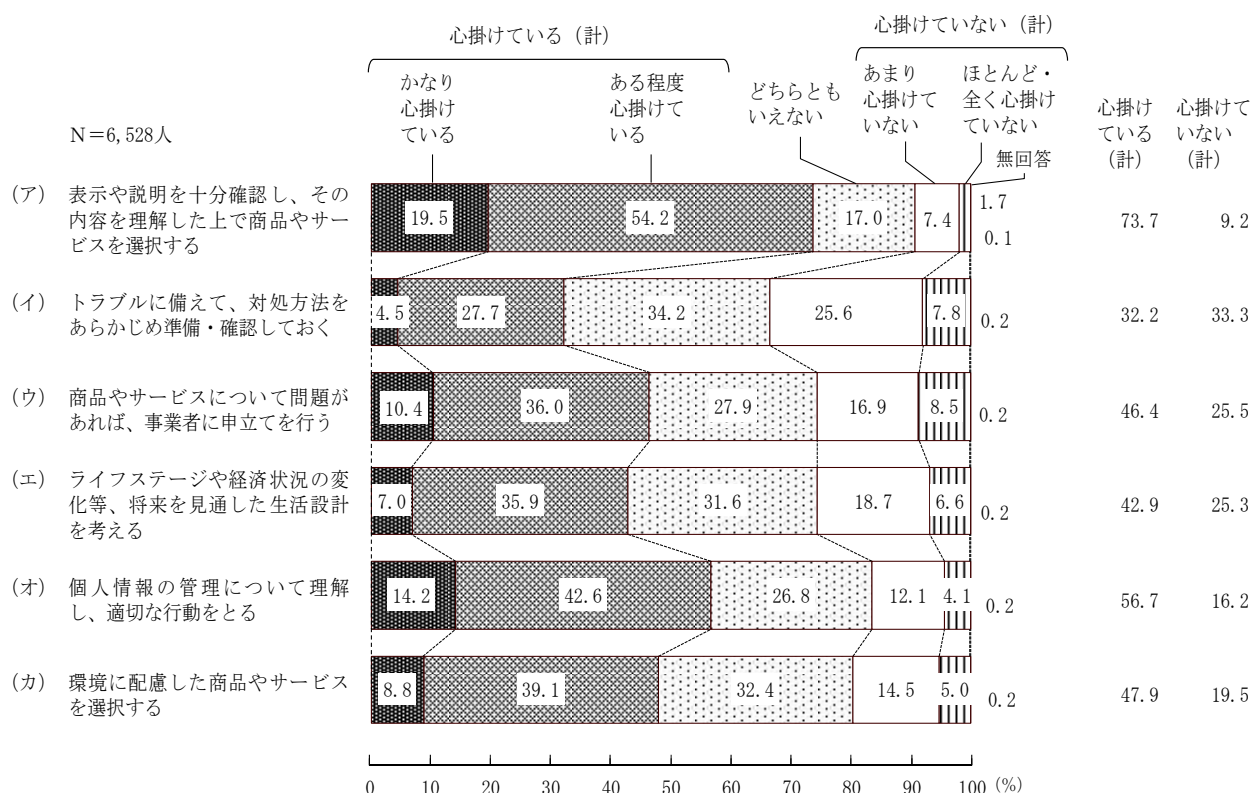 心掛けている（計）
心掛けていない（計）
かなり
心掛け
ている
ある程度
心掛けて
いる
どちらとも
いえない
あまり
心掛けて
いない
ほとんど・
全く心掛け
ていない
無回答
心掛け
ている
（計）
心掛けて
いない
（計）
Ｎ＝6,528人
(ア) 表示や説明を十分確認し、その
内容を理解した上で商品やサー
ビスを選択する
19.5 54.2 17.0 7.4 1.7 0.1 73.7 9.2
(イ) トラブルに備えて、対処方法を
あらかじめ準備・確認しておく
4.5 27.7 34.2 25.6 7.8 0.2 32.2 33.3
(ウ) 商品やサービスについて問題が
あれば、事業者に申立てを行う
10.4 36.0 27.9 16.9 8.5 0.2 46.4 25.5
(エ) ライフステージや経済状況の変
化等、将来を見通した生活設計
を考える
7.0 35.9 31.6 18.7 6.6 0.2 42.9 25.3
(オ) 個人情報の管理について理解
し、適切な行動をとる
14.2 42.6 26.8 12.1 4.1 0.2 56.7 16.2
(カ) 環境に配慮した商品やサービス
を選択する
8.8 39.1 32.4 14.5 5.0 0.2 47.9 19.5
0 10 20 30 40 50 60 70 80 90 100 (%)